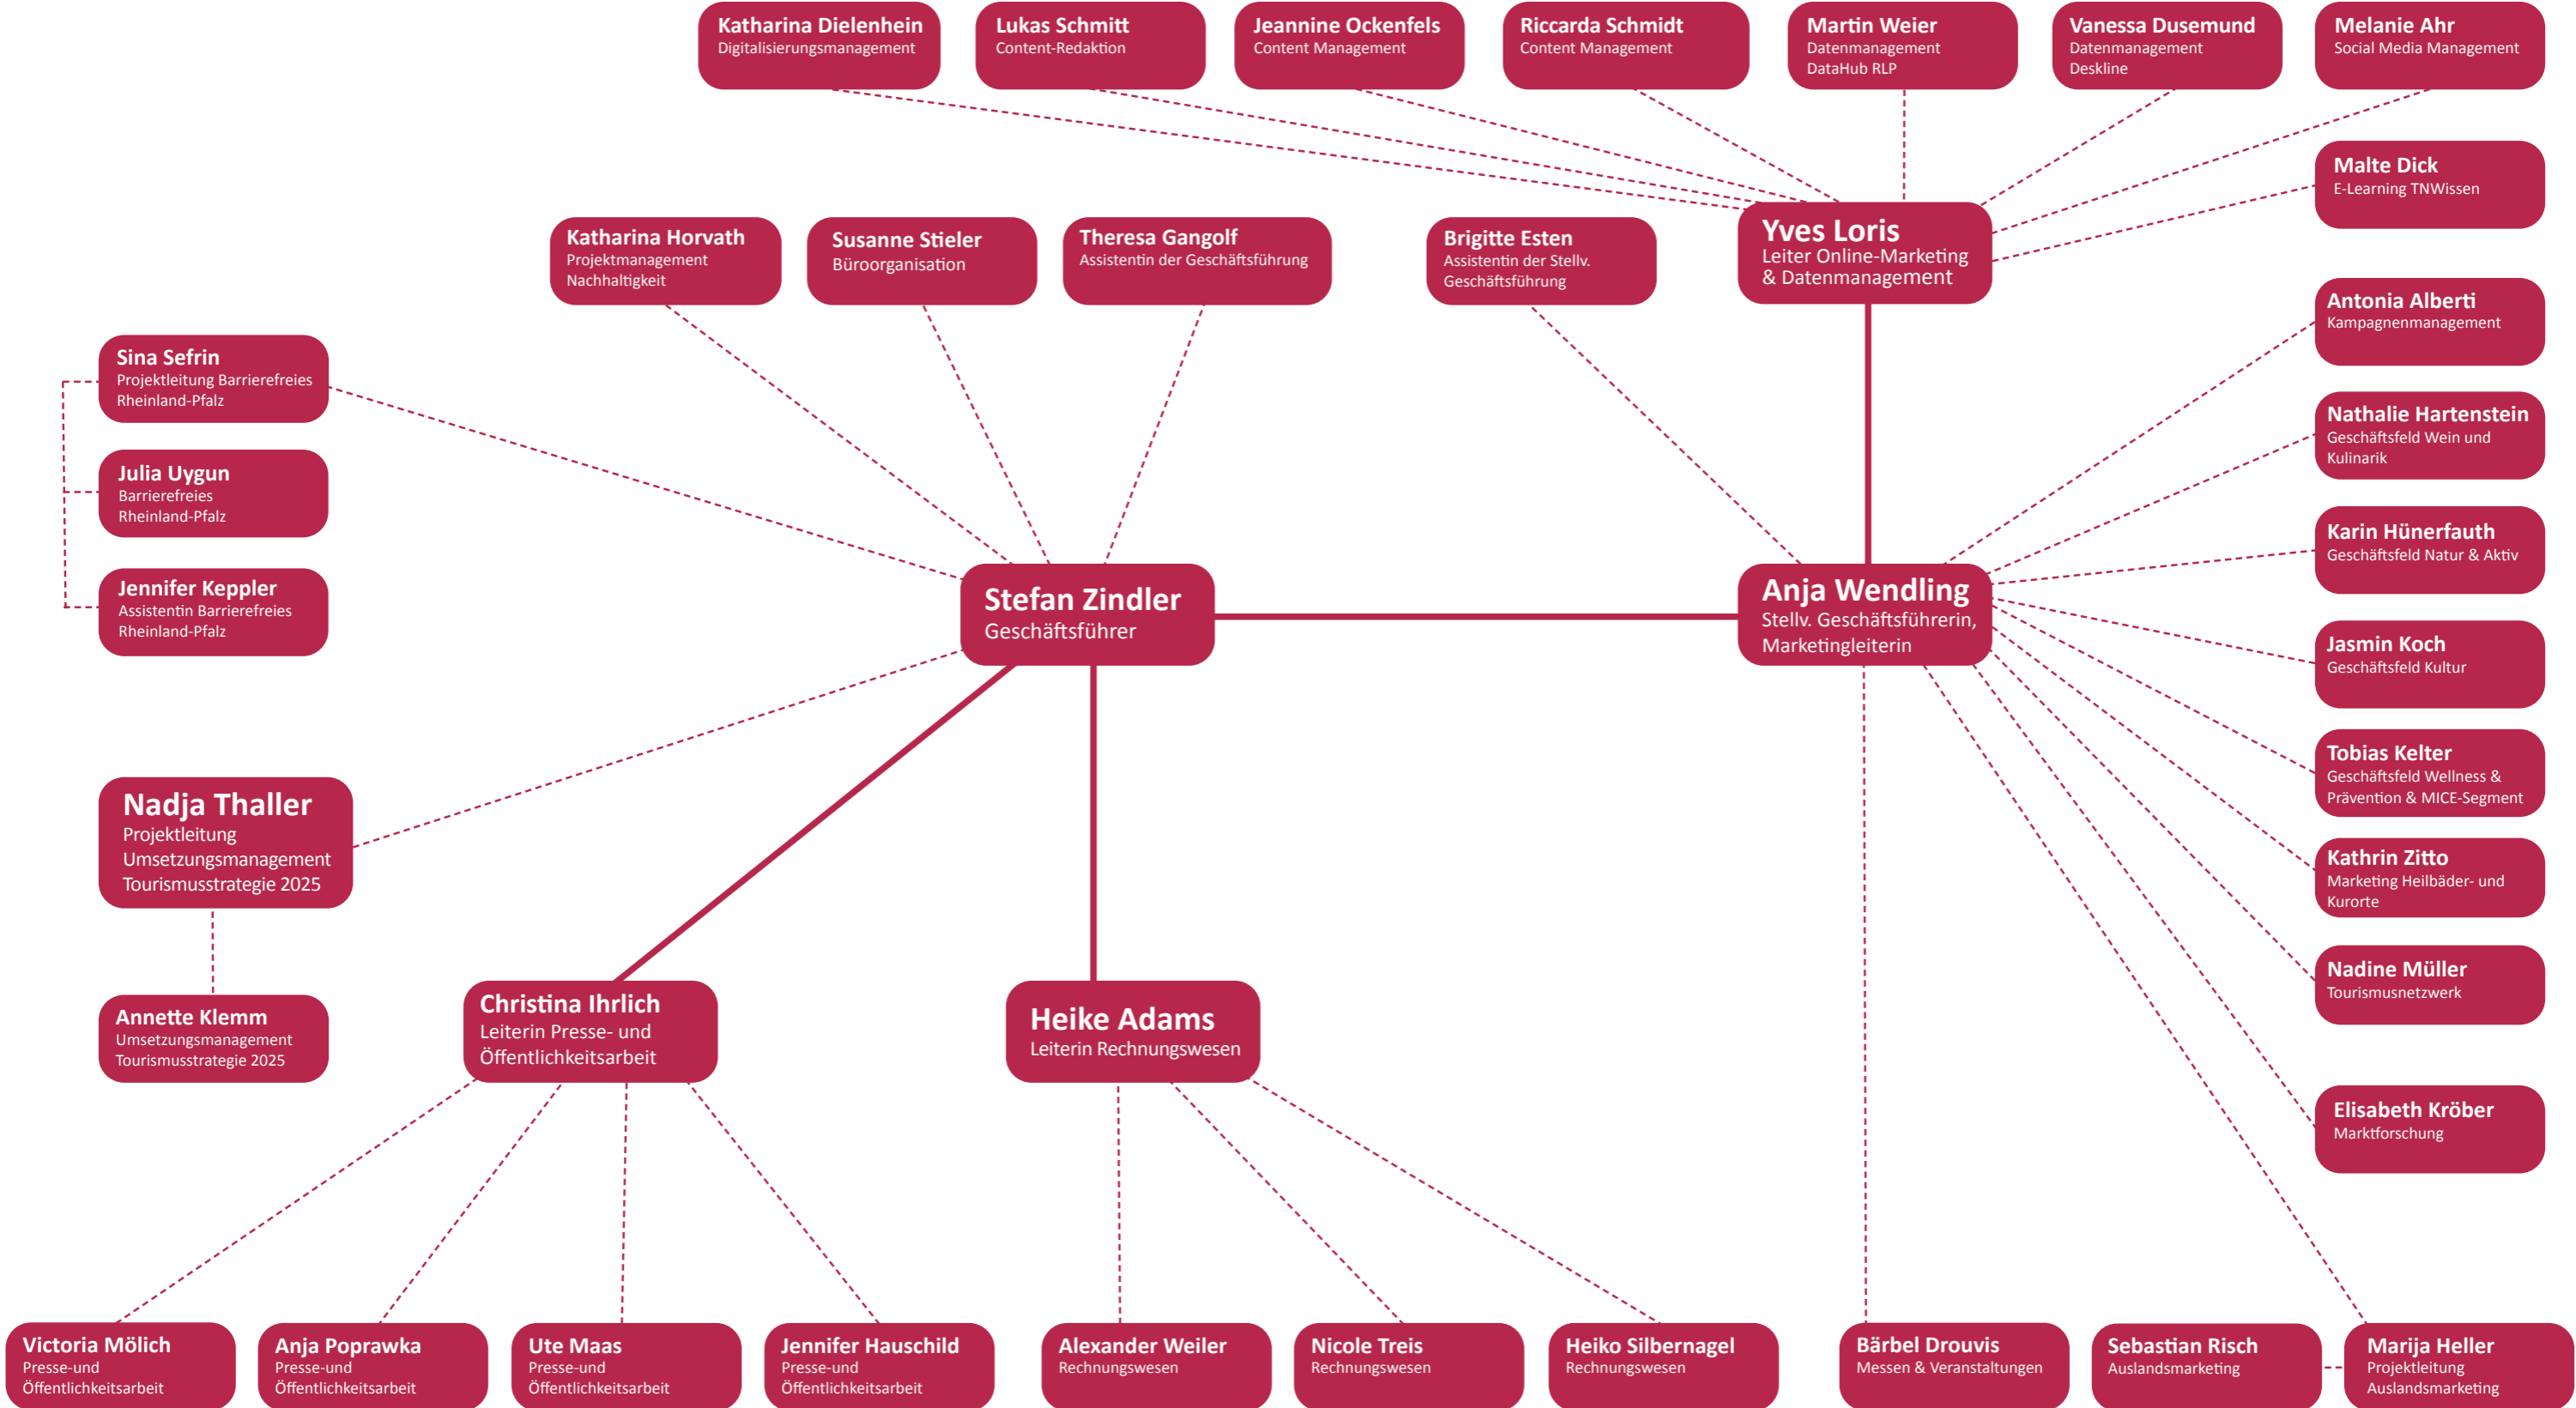 Katharina Dielenhein
Digitalisierungsmanagement
Lukas Schmitt
Content-Redaktion
Jeannine Ockenfels
Content Management
Riccarda Schmidt
Content Management
Martin Weier
Datenmanagement
DataHub RLP
Vanessa Dusemund
Datenmanagement
Deskline
Melanie Ahr
Social Media Management
Malte Dick
E-Learning TNWissen
Katharina Horvath
Projektmanagement
Nachhaltigkeit
Susanne Stieler
Büroorganisation
Theresa Gangolf
Assistentin der Geschäftsführung
Brigitte Esten
Assistentin der Stellv.
Geschäftsführung
Yves Loris
Leiter Online-Marketing
& Datenmanagement
Antonia Alberti
Kampagnenmanagement
Sina Sefrin
Projektleitung Barrierefreies
Rheinland-Pfalz
Nathalie Hartenstein
Geschäftsfeld Wein und
Kulinarik
Julia Uygun
Barrierefreies
Rheinland-Pfalz
Karin Hünerfauth
Geschäftsfeld Natur & Aktiv
Jennifer Keppler
Assistentin Barrierefreies
Rheinland-Pfalz
Stefan Zindler
Geschäftsführer
Anja Wendling
Stellv. Geschäftsführerin,
Marketingleiterin
Jasmin Koch
Geschäftsfeld Kultur
Tobias Kelter
Geschäftsfeld Wellness &
Prävention & MICE-Segment
Nadja Thaller
Projektleitung
Umsetzungsmanagement
Tourismusstrategie 2025
Kathrin Zitto
Marketing Heilbäder- und
Kurorte
Nadine Müller
Tourismusnetzwerk
Annette Klemm
Umsetzungsmanagement
Tourismusstrategie 2025
Christina Ihrlich
Leiterin Presse- und
Öffentlichkeitsarbeit
Heike Adams
Leiterin Rechnungswesen
Elisabeth Kröber
Marktforschung
Victoria Mölich
Presse-und
Öffentlichkeitsarbeit
Anja Poprawka
Presse-und
Öffentlichkeitsarbeit
Ute Maas
Presse-und
Öffentlichkeitsarbeit
Jennifer Hauschild
Presse-und
Öffentlichkeitsarbeit
Alexander Weiler
Rechnungswesen
Nicole Treis
Rechnungswesen
Heiko Silbernagel
Rechnungswesen
Bärbel Drouvis
Messen & Veranstaltungen
Sebastian Risch
Auslandsmarketing
Marija Heller
Projektleitung
Auslandsmarketing